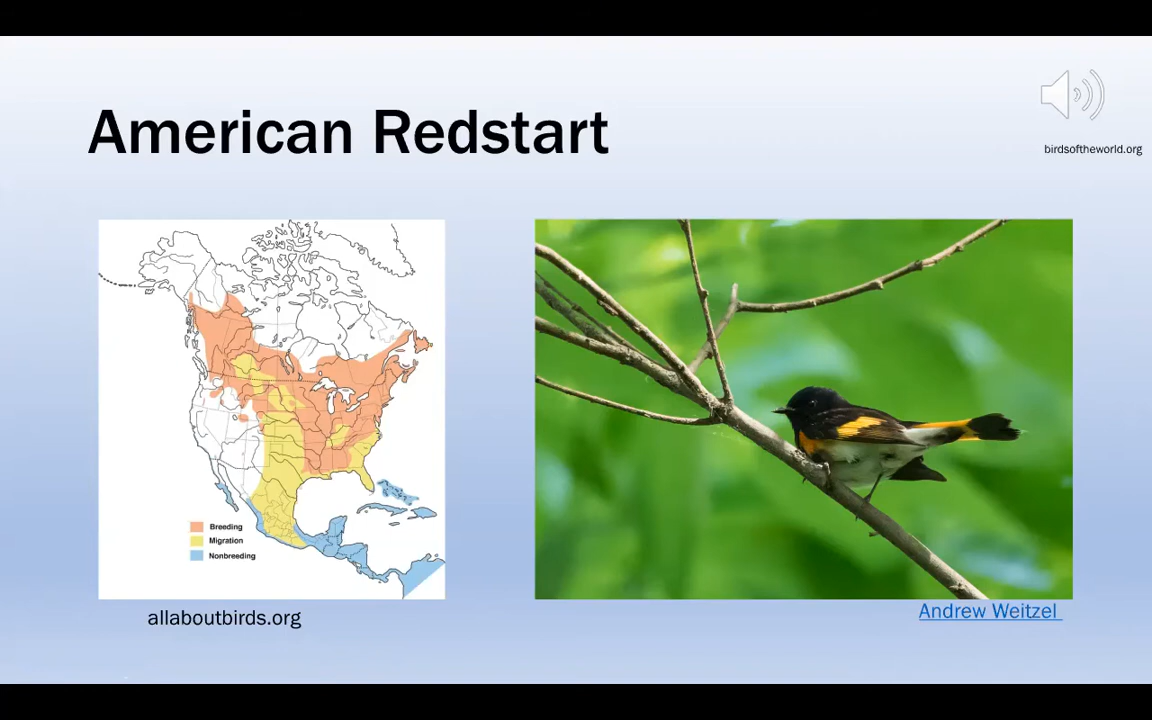 American Redstart
birdsoftheworld.org
Breeding
Migration
Nonbreeding
allaboutbirds.org
Andrew Weitzel